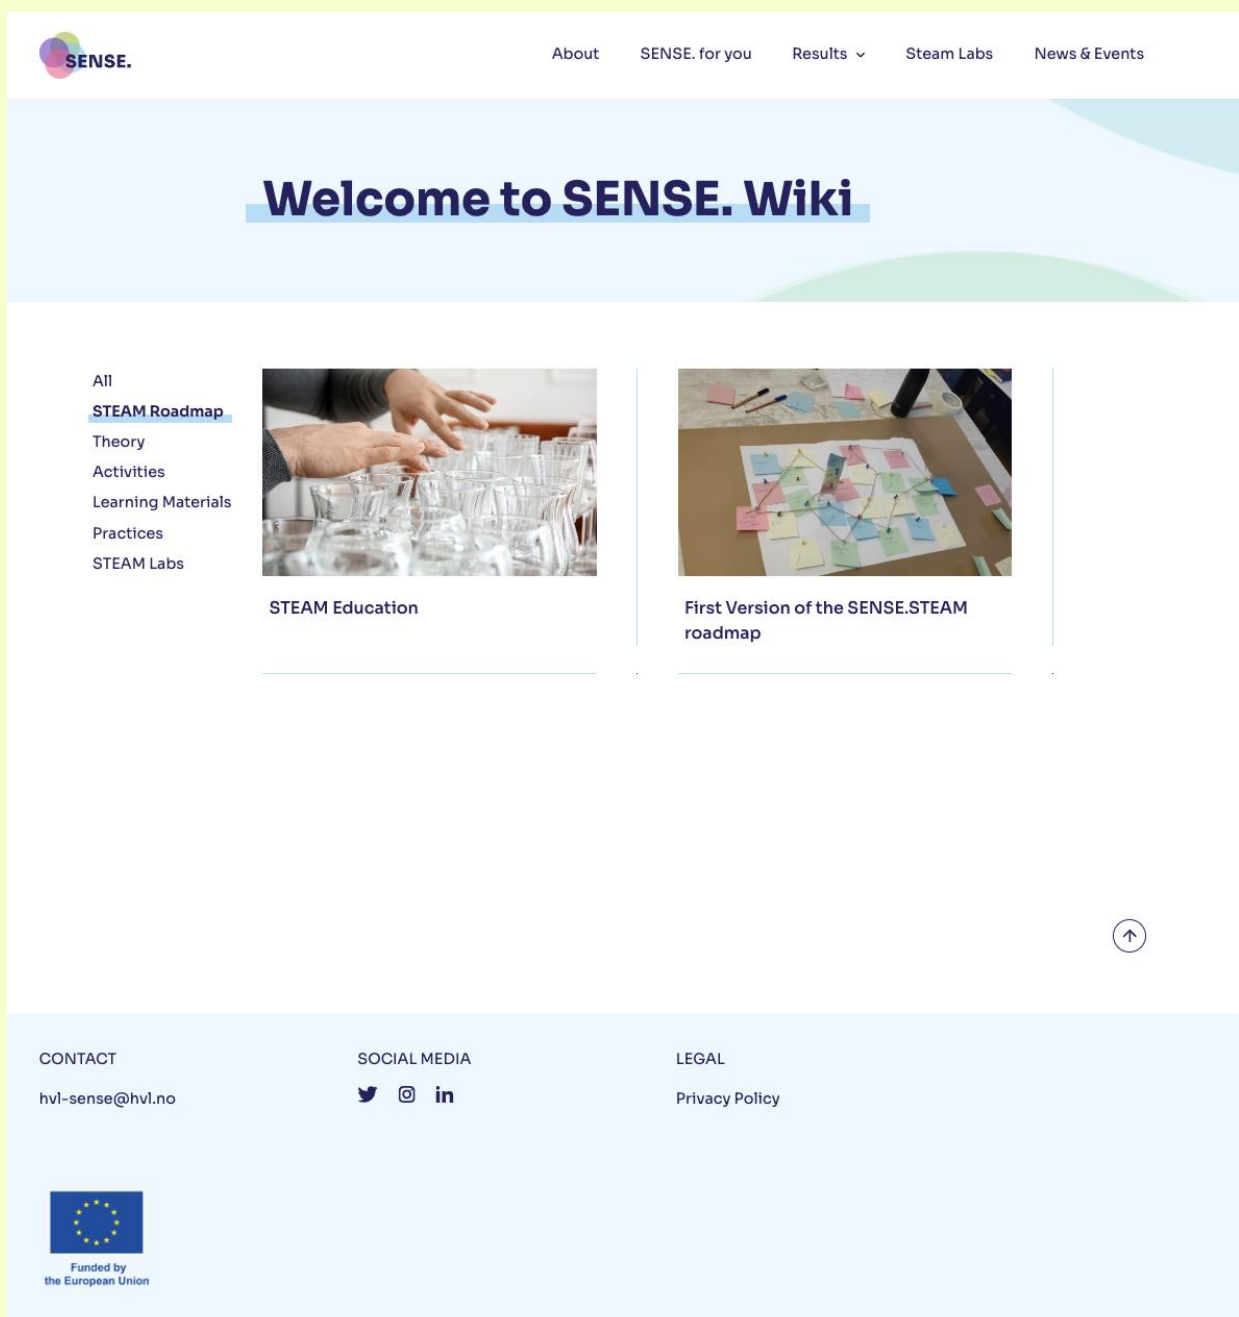 SENSE.
About SENSE. for you Results Steam Labs News & Events
Welcome to SENSE. Wiki
All
STEAM Roadmap
Theory
Activities
Learning Materials
Practices
STEAM Labs
STEAM Education
First Version of the SENSE.STEAM
roadmap
CONTACT
hvl-sense@hvl.no
SOCIAL MEDIA
in
LEGAL
Privacy Policy
Funded by
the European Union